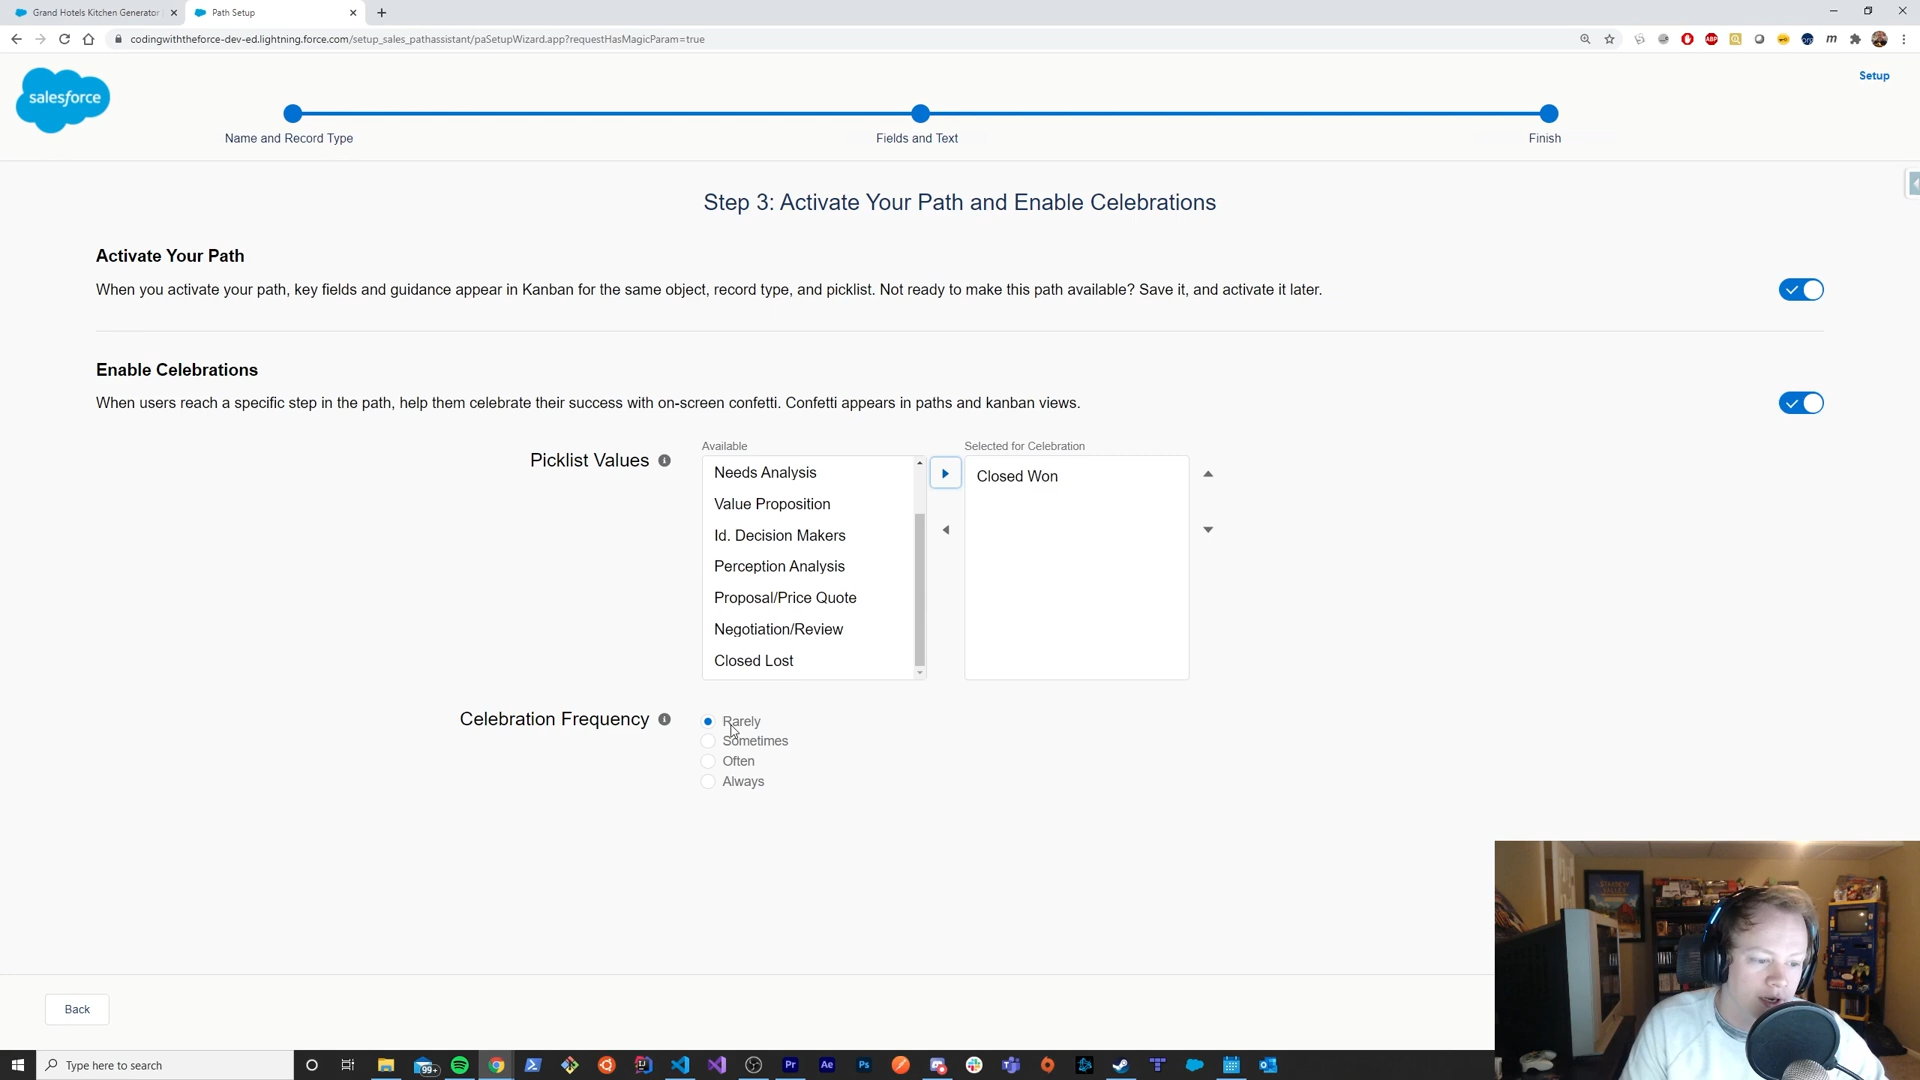 Grand Hotels Kitchen Generator
Path Setup
codingwiththeforce-dev-ed.lightning.force.com/setup_sales_pathassistant/paSetupWizard.app?requestHasMagicParam=true
salesforce
Setup
Name and Record Type
Fields and Text
Finish
Step 3: Activate Your Path and Enable Celebrations
Activate Your Path
When you activate your path, key fields and guidance appear in Kanban for the same object, record type, and picklist. Not ready to make this path available? Save it, and activate it later.
Enable Celebrations
When users reach a specific step in the path, help them celebrate their success with on-screen confetti. Confetti appears in paths and kanban views.
Picklist Values
Available
Needs Analysis
Value Proposition
Id. Decision Makers
Perception Analysis
Proposal/Price Quote
Negotiation/Review
Closed Lost
Selected for Celebration
Closed Won
Celebration Frequency
Rarely
Sometimes
Often
Always
Back
Type here to search
99+
Pr
Ae
Ps